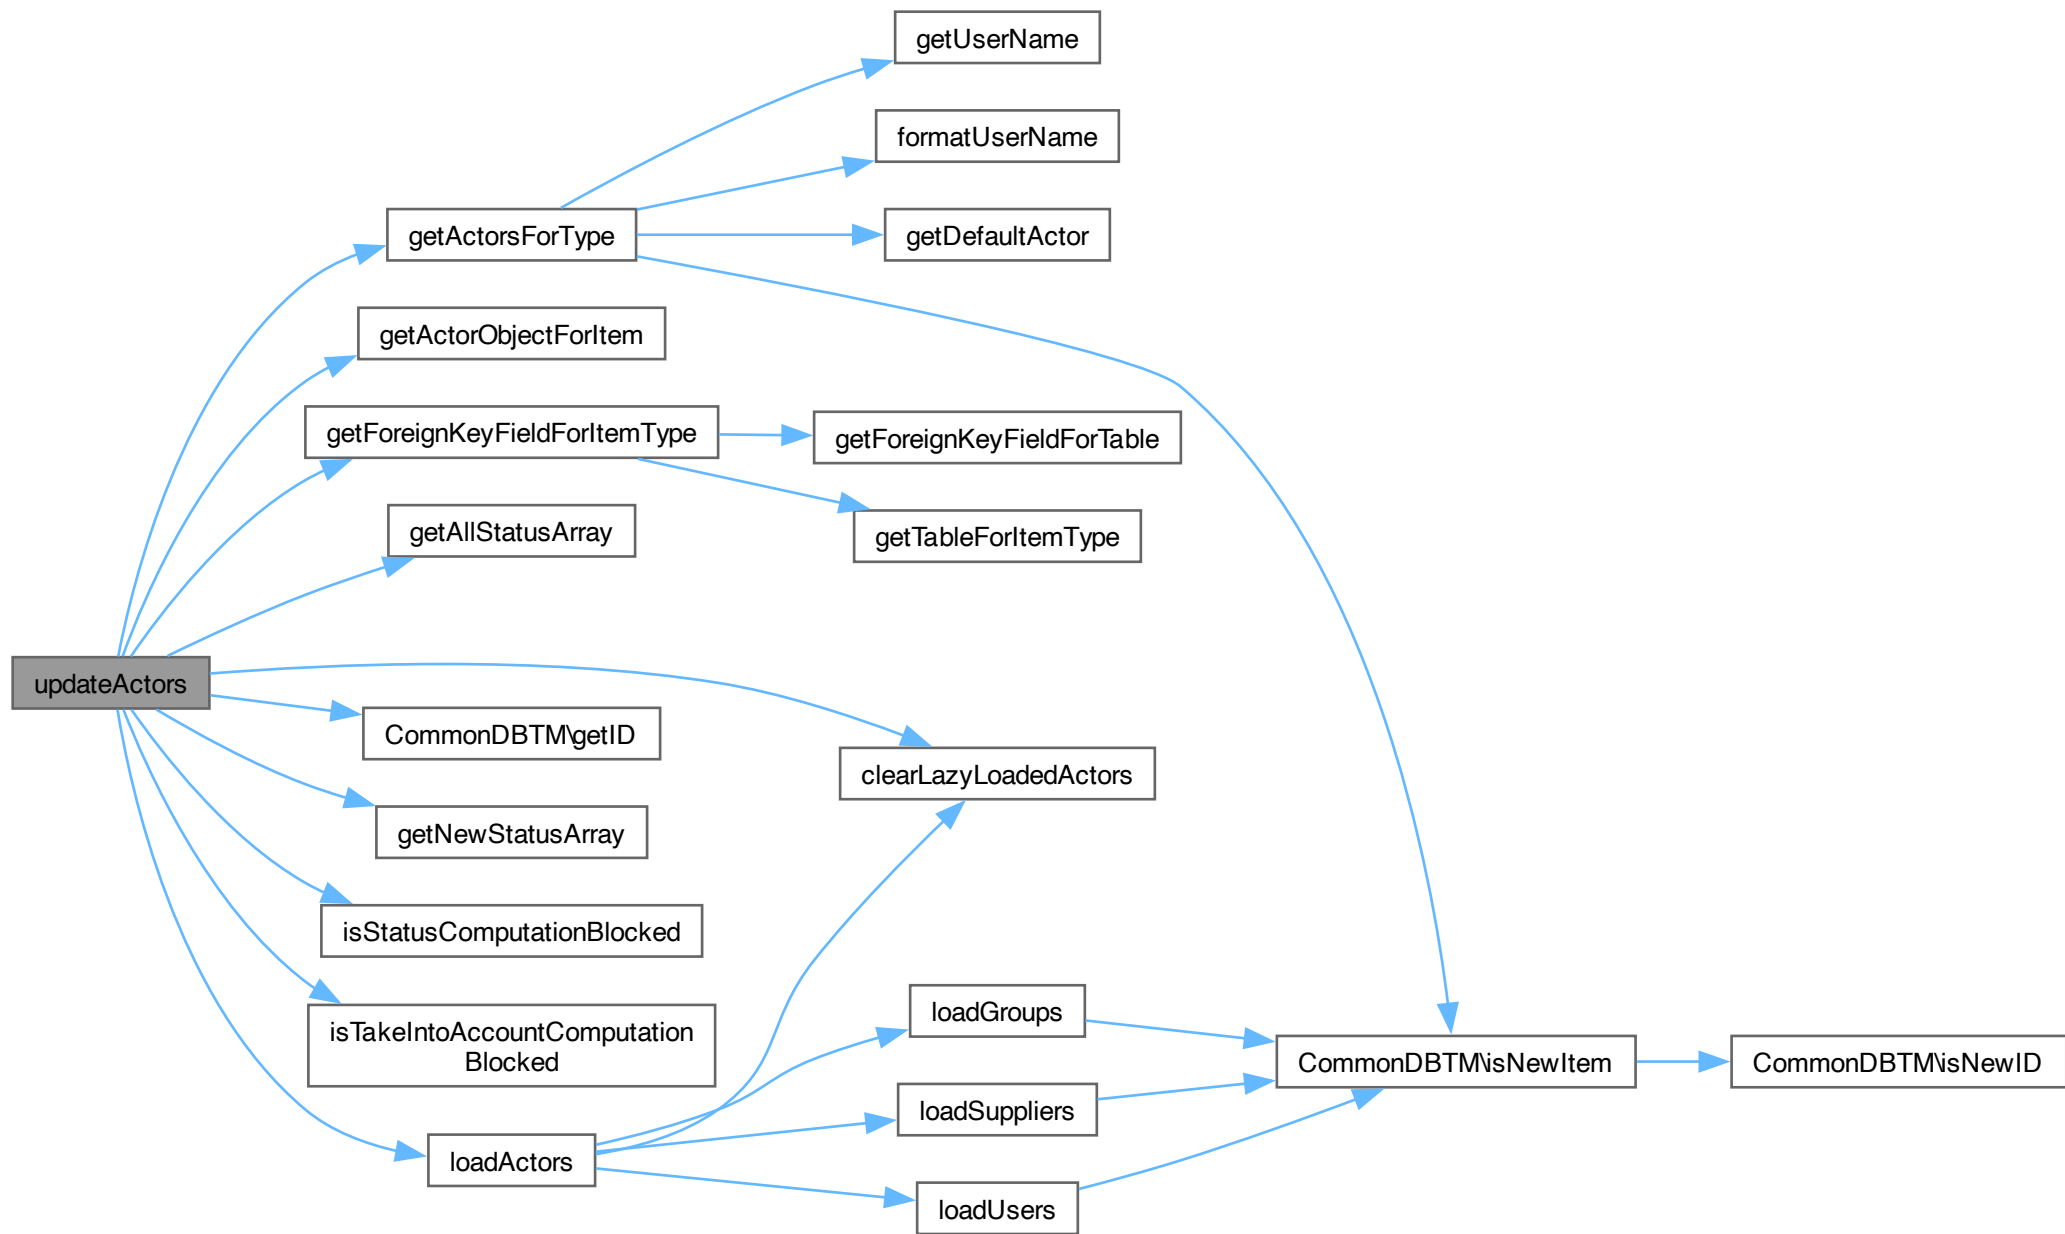 getUserName
formatUserName
getActorsForType
getDefaultActor
getActorObjectForItem
getForeignKeyFieldForItemType
getForeignKeyFieldForTable
getAllStatusArray
getTableForItemType
updateActors
CommonDBTM\getID
clearLazyLoadedActors
getNewStatusArray
isStatusComputationBlocked
isTakeIntoAccountComputation
Blocked
loadGroups
CommonDBTM\isNewItem
CommonDBTM\isNewID
loadSuppliers
loadActors
loadUsers